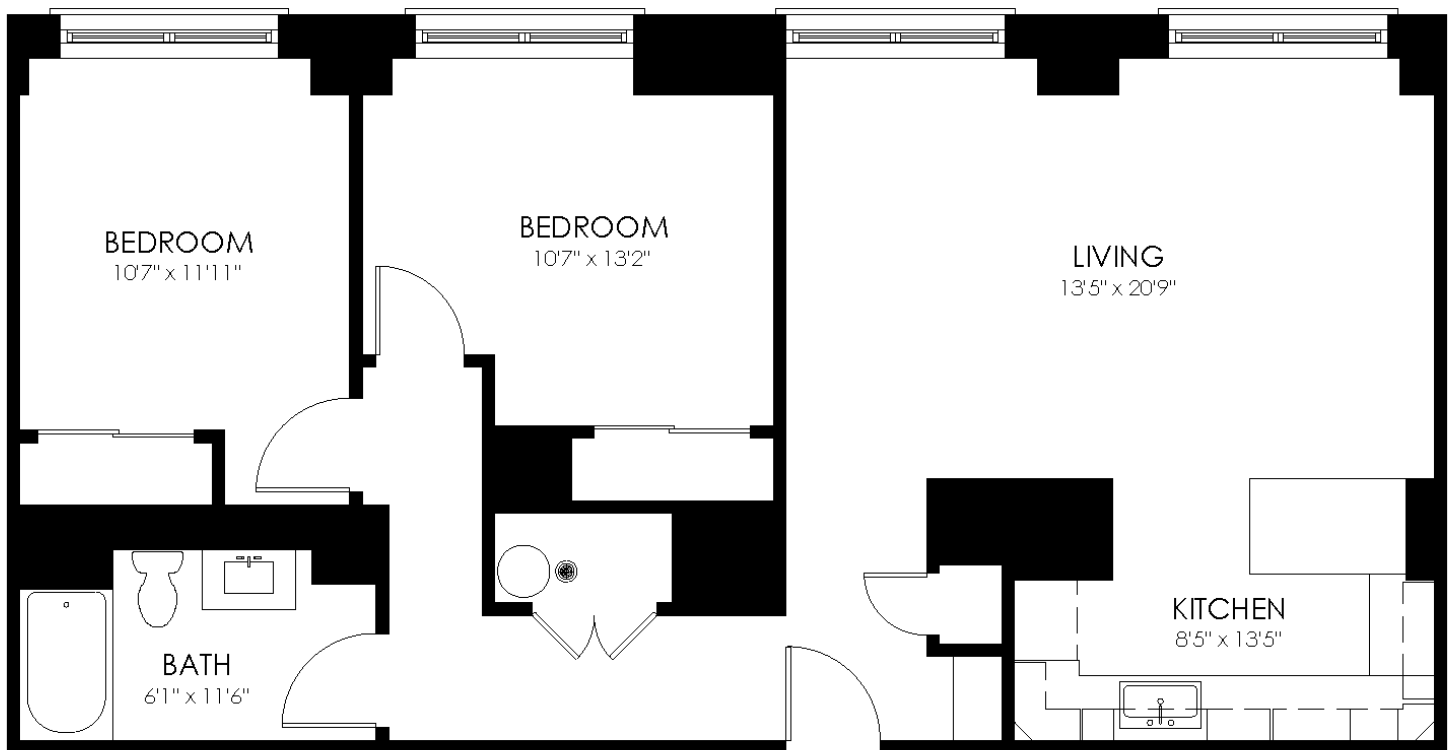 BEDROOM
10'7" x 11'11"
BEDROOM
10'7" x 13'2"
LIVING
13'5" x 20'9"
KITCHEN
8'5" x 13'5"
BATH
6'1" x 11'6"